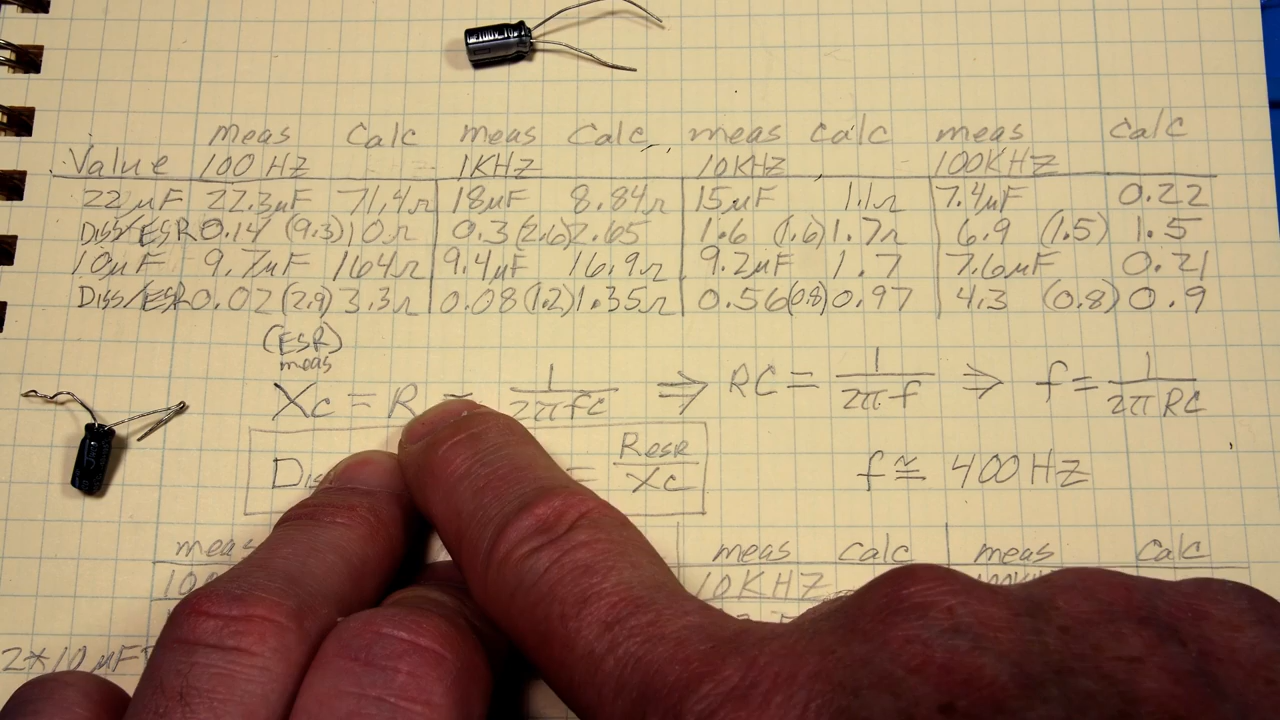 meas Calc meas Calc meas calc meas Calc
Value 100 HZ 1KHZ 10KHZ 100KHZ
22µF 22.3µF 71.4Ω 18µF 8.84Ω 15µF 1.1Ω 7.4µF 0.22
Diss/ESR 0.14 (9.3) 10Ω 0.3 (2.6) 2.65 1.6 (1.6) 1.7Ω 6.9 (1.5) 1.5
10µF 9.7µF 164Ω 9.4µF 16.9Ω 9.2µF 1.7 7.6µF 0.21
Diss/ESR 0.02 (2.9) 3.3Ω 0.08 (1.2) 1.35Ω 0.56 (0.8) 0.97 4.3 (0.8) 0.9
(ESR)
meas
Xc = R = 1/2πfC ⇒ RC = 1/2πf ⇒ f = 1/2πRC
= RESR/Xc f ≅ 400 HZ
meas meas Calc meas Calc
10KHZ
2*10µF